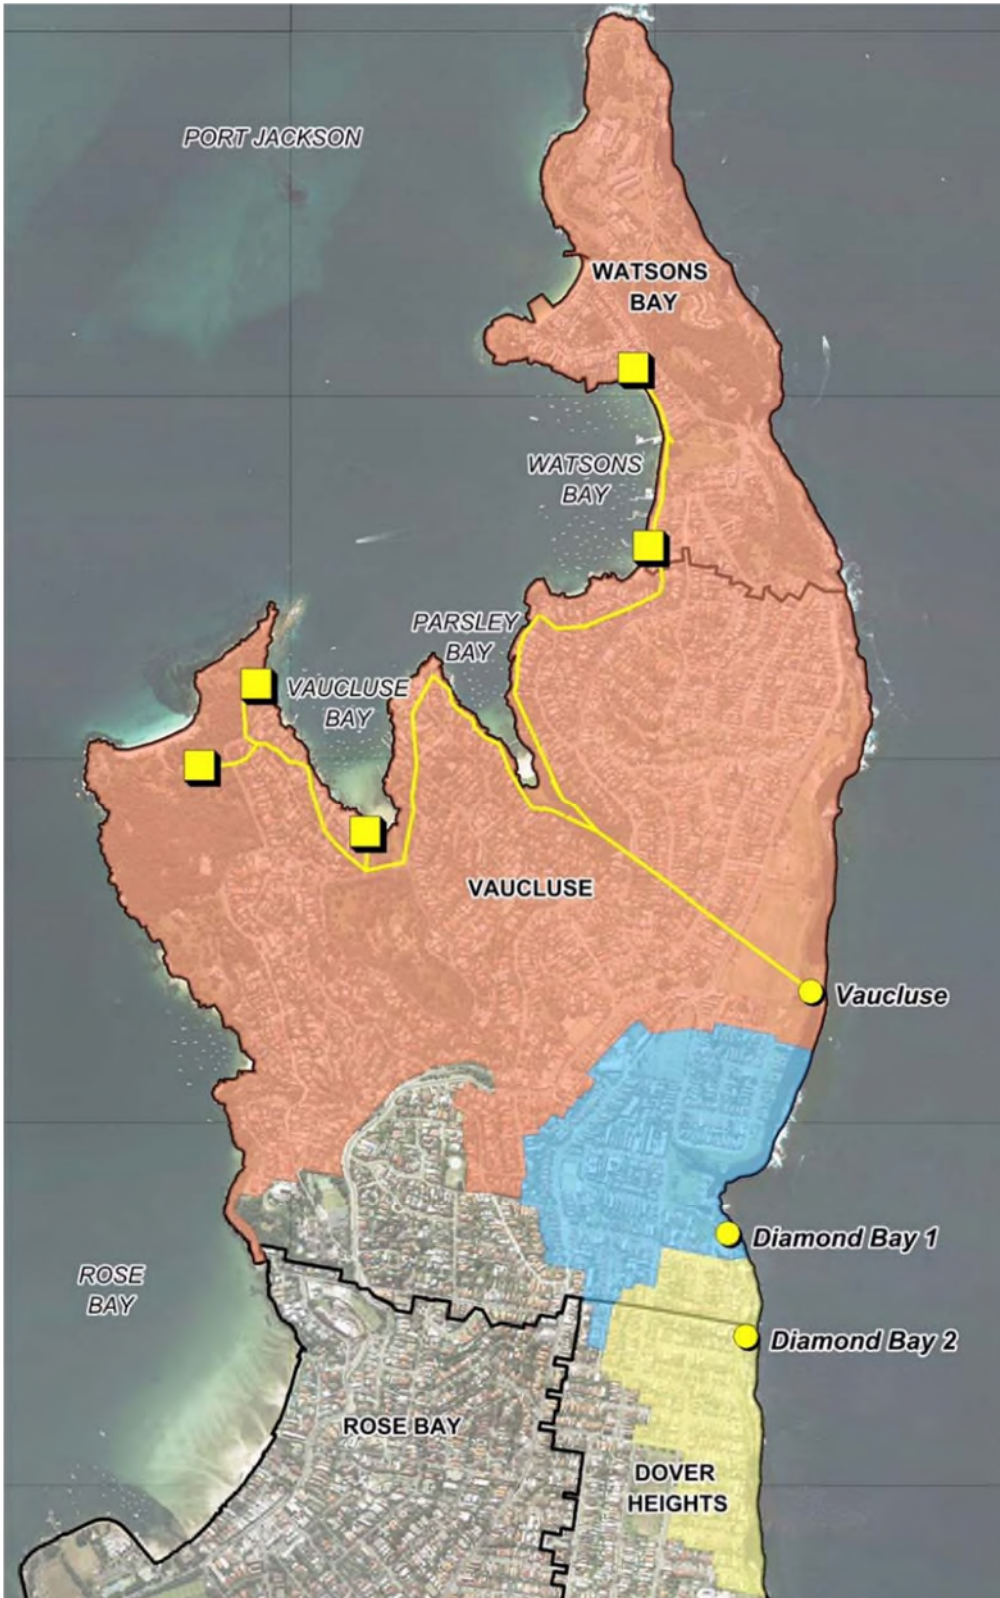 PORT JACKSON
WATSONS
BAY
WATSONS
BAY
PARSLEY
BAY
VAUCLUSE
BAY
VAUCLUSE
Vaucluse
Diamond Bay 1
ROSE
BAY
Diamond Bay 2
ROSE BAY
DOVER
HEIGHTS